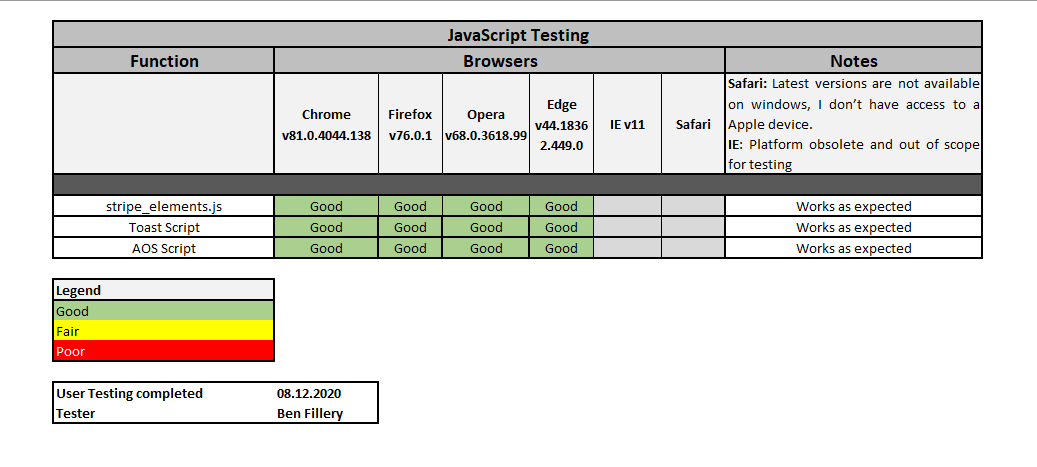 JavaScript Testing
Function Browsers Notes
Chrome v81.0.4044.138
Firefox v76.0.1
Opera v68.0.3618.99
Edge v44.1836 2.449.0
IE v11
Safari
Safari: Latest versions are not available
on windows, I don't have access to a
Apple device.
IE: Platform obsolete and out of scope
for testing
stripe_elements.js Good Good Good Good Works as expected
Toast Script Good Good Good Good Works as expected
AOS Script Good Good Good Good Works as expected
Legend
Good
Fair
Poor
User Testing completed 08.12.2020
Tester Ben Fillery